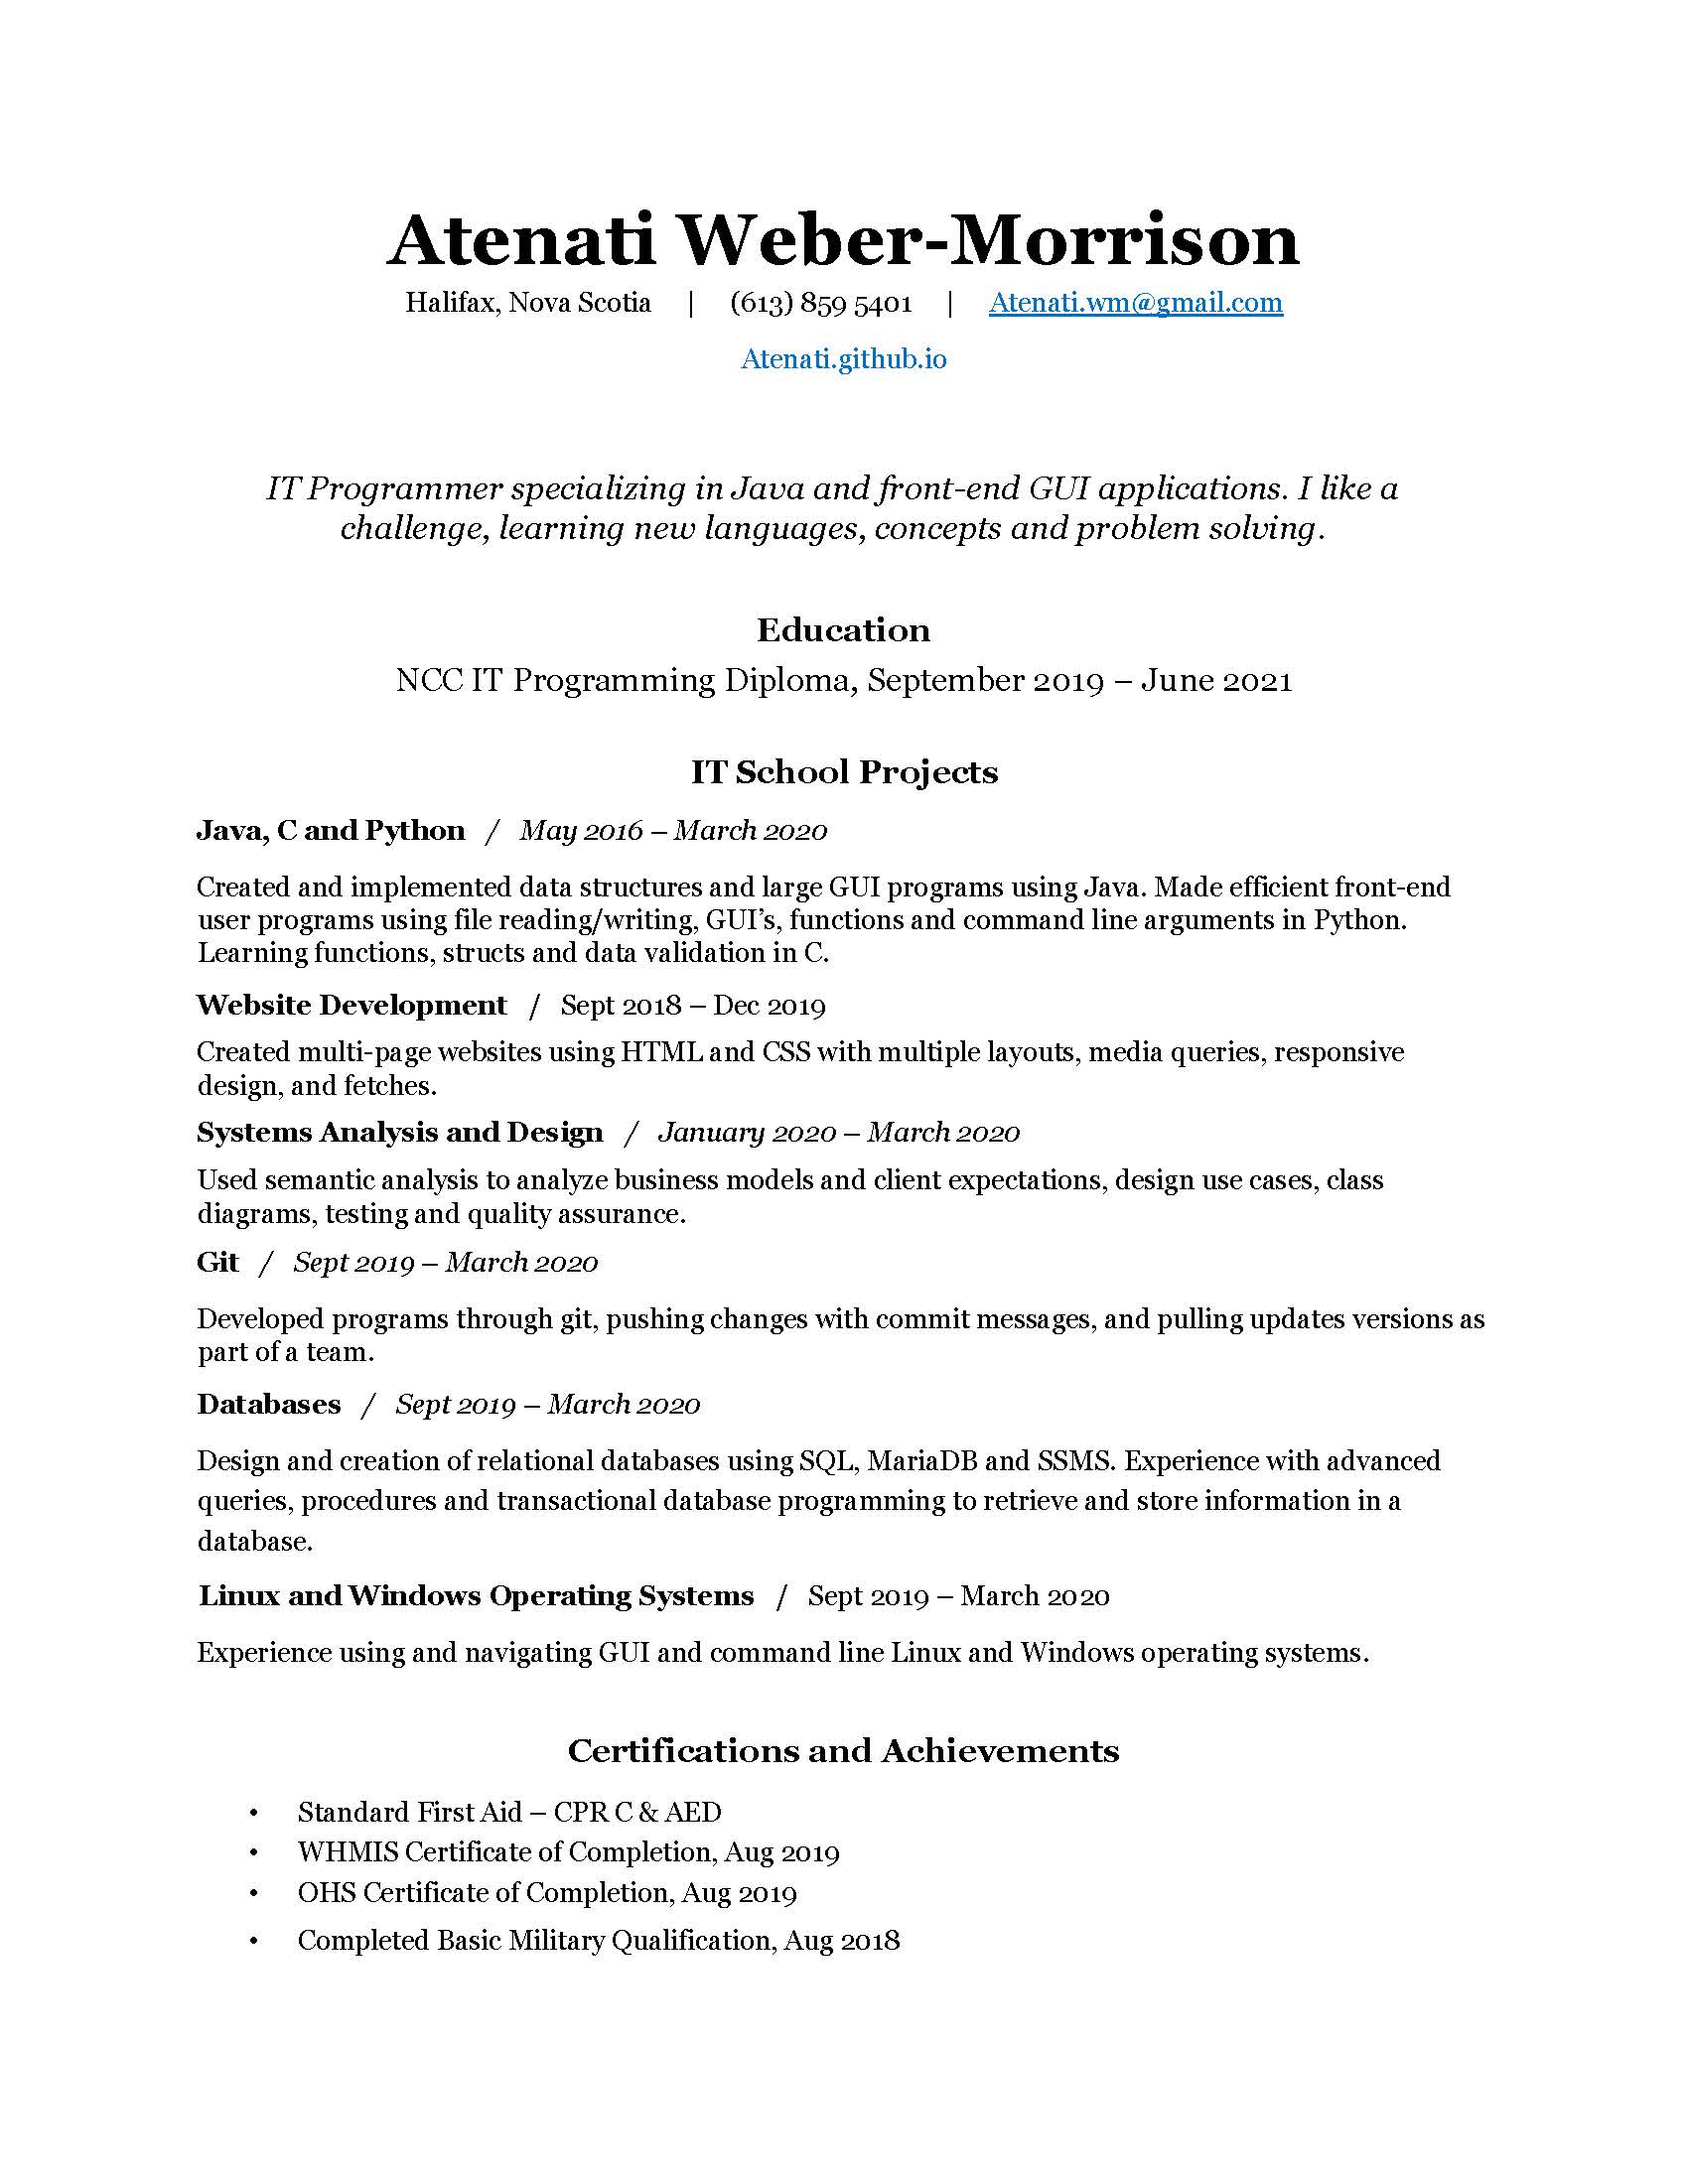 Atenati Weber-Morrison
Halifax, Nova Scotia | (613) 859 5401 | Atenati.wm@gmail.com
Atenati.github.io
IT Programmer specializing in Java and front-end GUI applications. I like a
challenge, learning new languages, concepts and problem solving.
Education
NCC IT Programming Diploma, September 2019 – June 2021
IT School Projects
Java, C and Python / May 2016 – March 2020
Created and implemented data structures and large GUI programs using Java. Made efficient front-end
user programs using file reading/writing, GUI’s, functions and command line arguments in Python.
Learning functions, structs and data validation in C.
Website Development / Sept 2018 – Dec 2019
Created multi-page websites using HTML and CSS with multiple layouts, media queries, responsive
design, and fetches.
Systems Analysis and Design / January 2020 – March 2020
Used semantic analysis to analyze business models and client expectations, design use cases, class
diagrams, testing and quality assurance.
Git / Sept 2019 – March 2020
Developed programs through git, pushing changes with commit messages, and pulling updates versions as
part of a team.
Databases / Sept 2019 – March 2020
Design and creation of relational databases using SQL, MariaDB and SSMS. Experience with advanced
queries, procedures and transactional database programming to retrieve and store information in a
database.
Linux and Windows Operating Systems / Sept 2019 – March 2020
Experience using and navigating GUI and command line Linux and Windows operating systems.
Certifications and Achievements
• Standard First Aid – CPR C & AED
• WHMIS Certificate of Completion, Aug 2019
• OHS Certificate of Completion, Aug 2019
• Completed Basic Military Qualification, Aug 2018